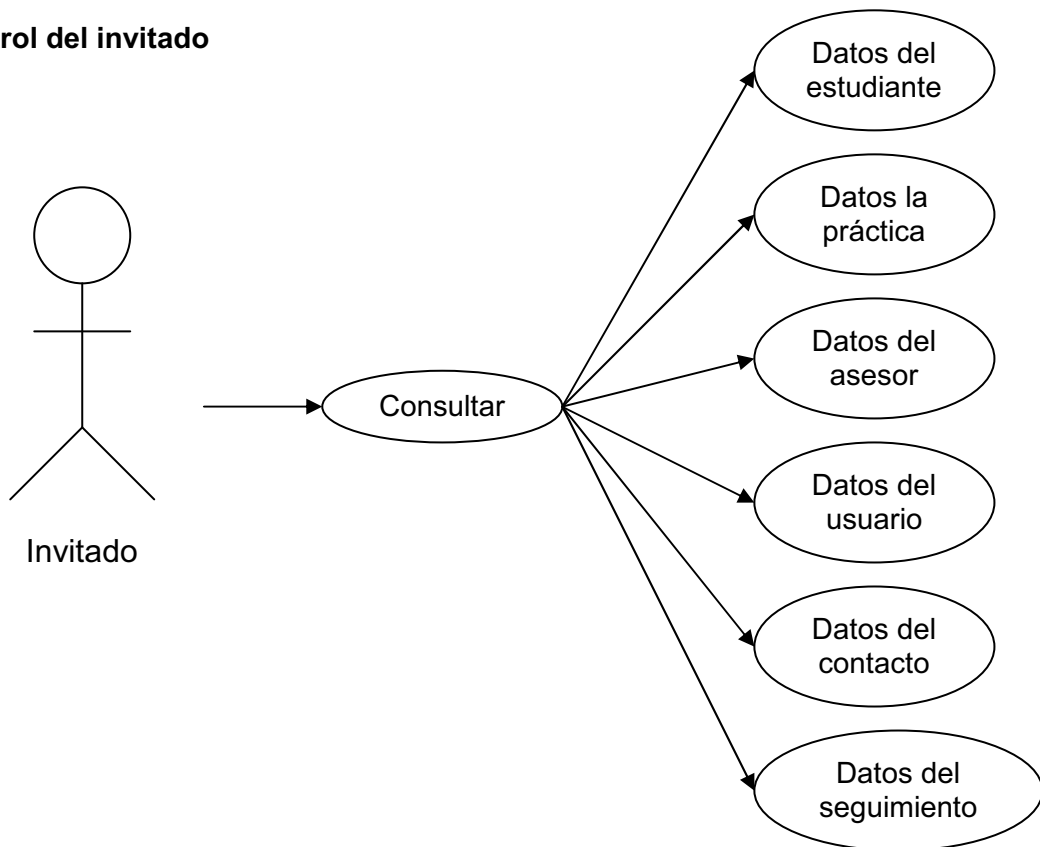 rol del invitado
Datos del
estudiante
Datos la
práctica
Datos del
asesor
Consultar
Datos del
usuario
Invitado
Datos del
contacto
Datos del
seguimiento